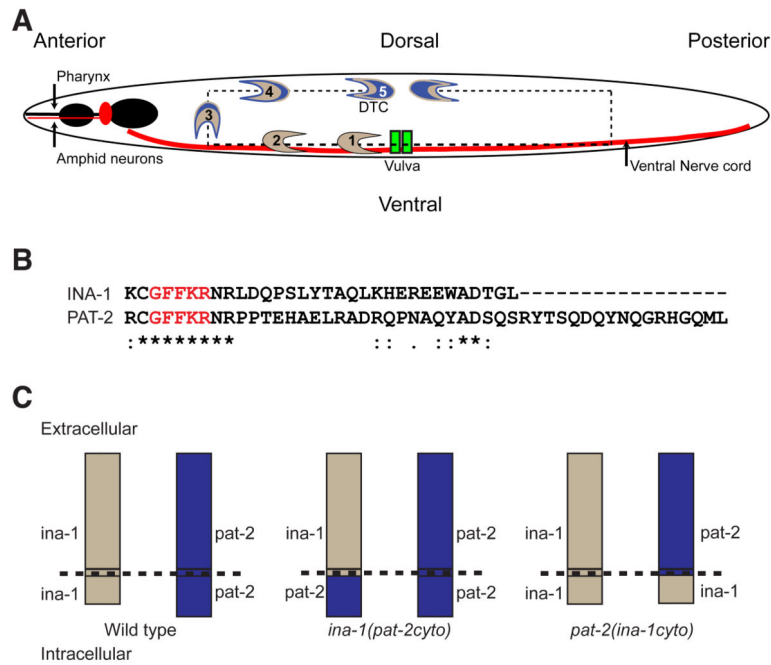 A
Anterior Dorsal Posterior
Pharynx
4 5
DTC
3
2 1
Amphid neurons
Vulva
Ventral Nerve cord
Ventral
B
INA-1 KCGFFKRNRLDQPSLYTAQLKHEREEWADTGL-----------------
PAT-2 RCGFFKRNRPPTEHAELRADRQPNAQYADSQSRYTSQDQYNQGRHGQML
:******** :: . ::**:
C
Extracellular
ina-1 pat-2 ina-1 pat-2 ina-1 pat-2
ina-1 pat-2 pat-2 pat-2 ina-1 ina-1
Wild type ina-1(pat-2cyto) pat-2(ina-1cyto)
Intracellular